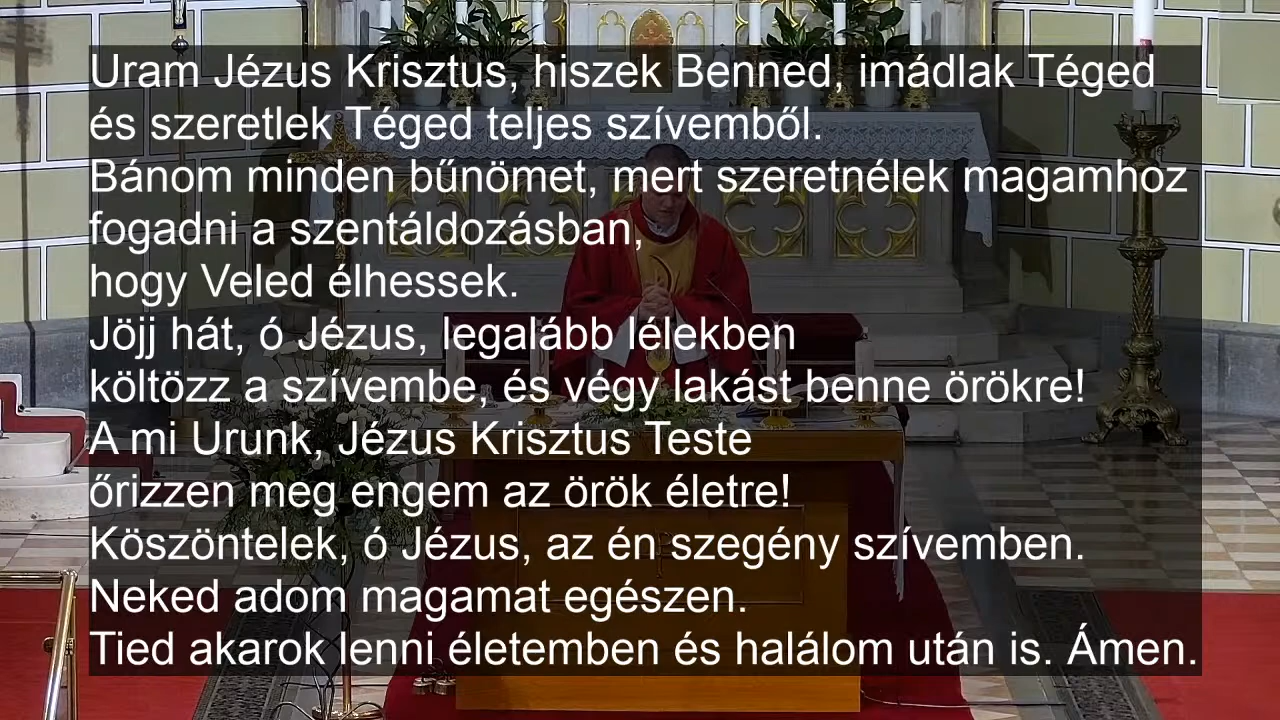 Uram Jézus Krisztus, hiszek Benned, imádlak Téged
és szeretlek Téged teljes szívemből.
Bánom minden bűnömet, mert szeretnélek magamhoz
fogadni a szentáldozásban,
hogy Veled élhessek.
Jöjj hát, ó Jézus, legalább lélekben
költözz a szívembe, és végy lakást benne örökre!
A mi Urunk, Jézus Krisztus Teste
őrizzen meg engem az örök életre!
Köszöntelek, ó Jézus, az én szegény szívemben.
Neked adom magamat egészen.
Tied akarok lenni életemben és halálom után is. Ámen.